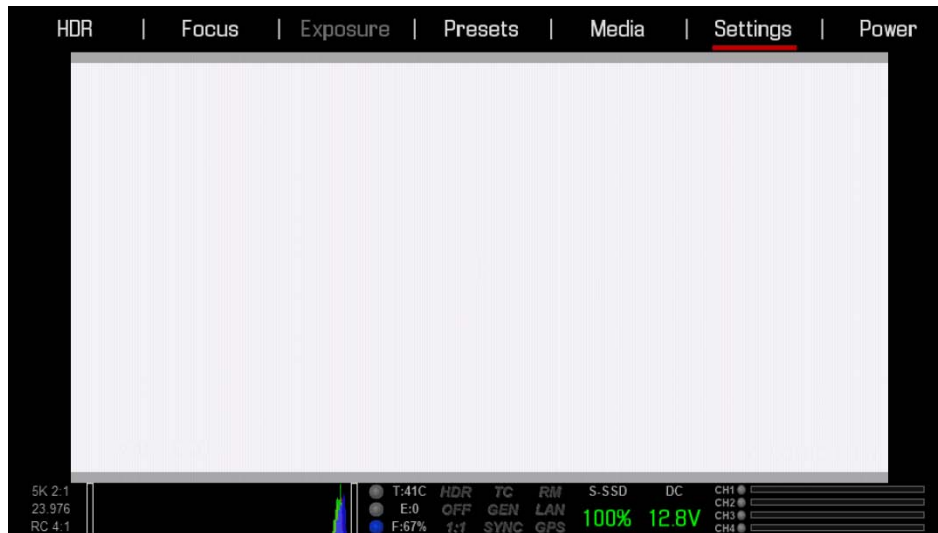 HDR | Focus | Exposure | Presets | Media | Settings | Power
5K 2:1
23.976
RC 4:1
T:41C
E:0
F:67%
HDR TC RM
OFF GEN LAN
1:1 SYNC GPS
S-SSD
100%
DC
12.8V
CH1
CH2
CH3
CH4